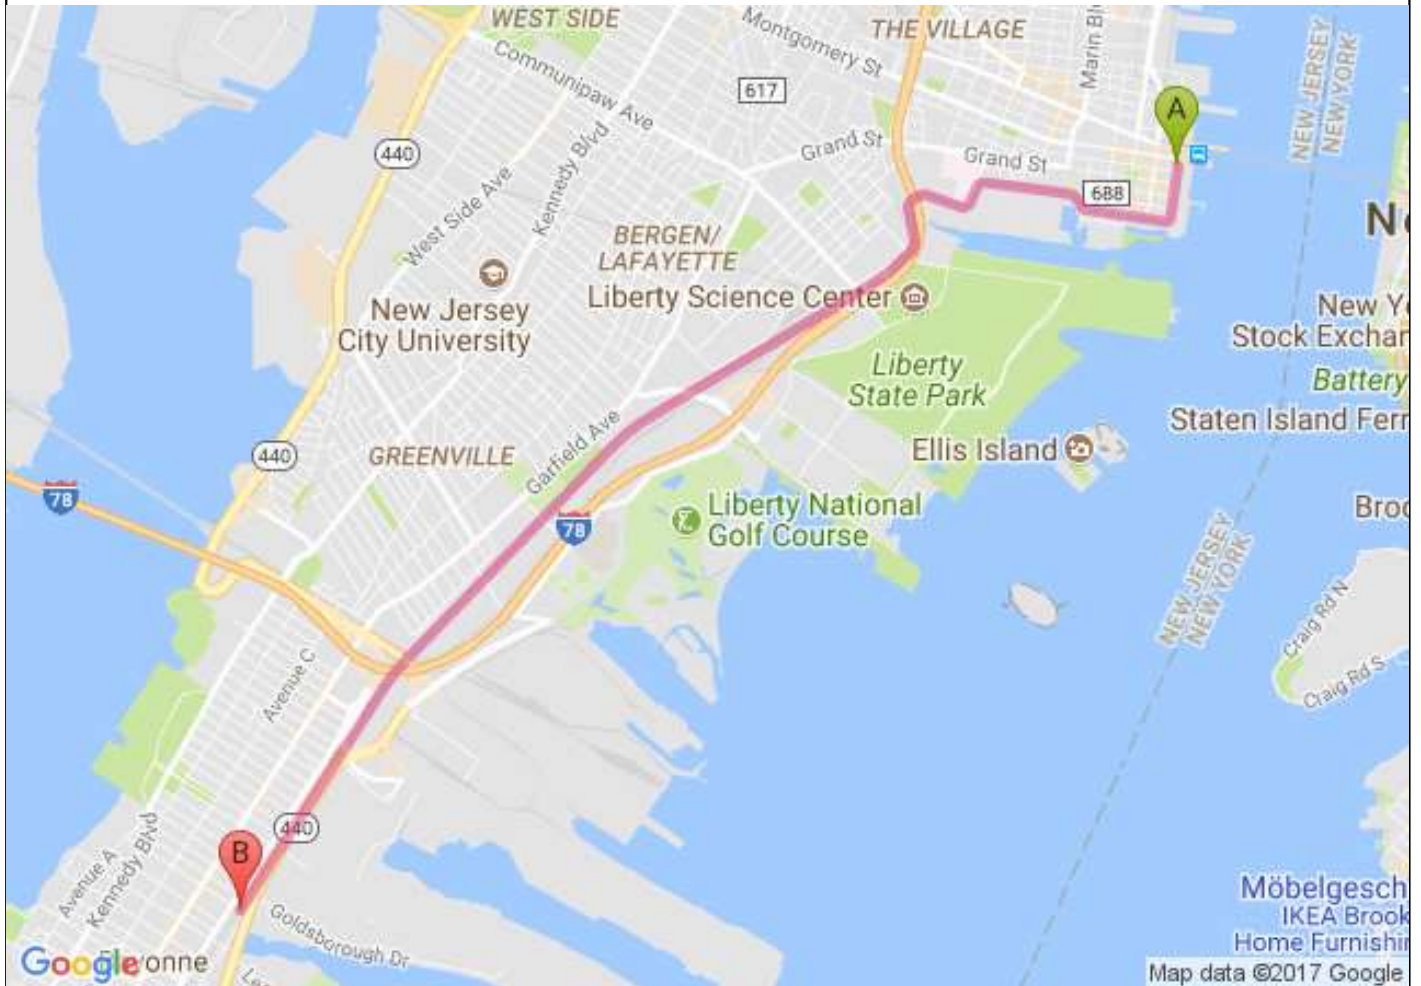 WEST SIDE
THE VILLAGE
Montgomery St
Marin Bl
Communipaw Ave
617
NEW JERSEY
NEW YORK
A
440
Grand St
Grand St
Kennedy Blvd
West Side Ave
688
BERGEN/
LAFAYETTE
New Jersey
City University
Liberty Science Center
New Y
Stock Exchan
Liberty
State Park
Battery
Staten Island Ferr
440
GREENVILLE
Garfield Ave
Ellis Island
78
78
Liberty National
Golf Course
Broo
NEW JERSEY
NEW YORK
Craig Rd N
Craig Rd S
Avenue C
440
B
Avenue A
Kennedy Blvd
Goldsborough Dr
Möbelgesch
IKEA Brook
Home Furnishi
Google
yonne
Map data ©2017 Google